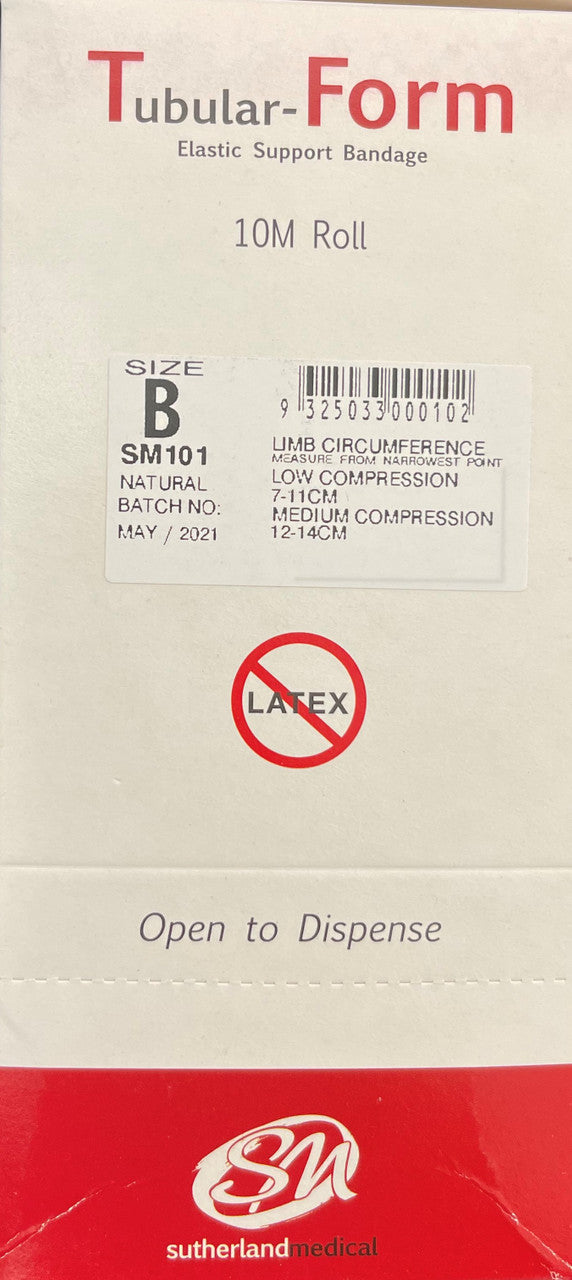 Tubular-Form
Elastic Support Bandage
10M Roll
SIZE
B
SM101
NATURAL
BATCH NO:
MAY / 2021
9 325033 000102
LIMB CIRCUMFERENCE
MEASURE FROM NARROWEST POINT
LOW COMPRESSION
7-11CM
MEDIUM COMPRESSION
12-14CM
LATEX
Open to Dispense
SM
sutherlandmedical